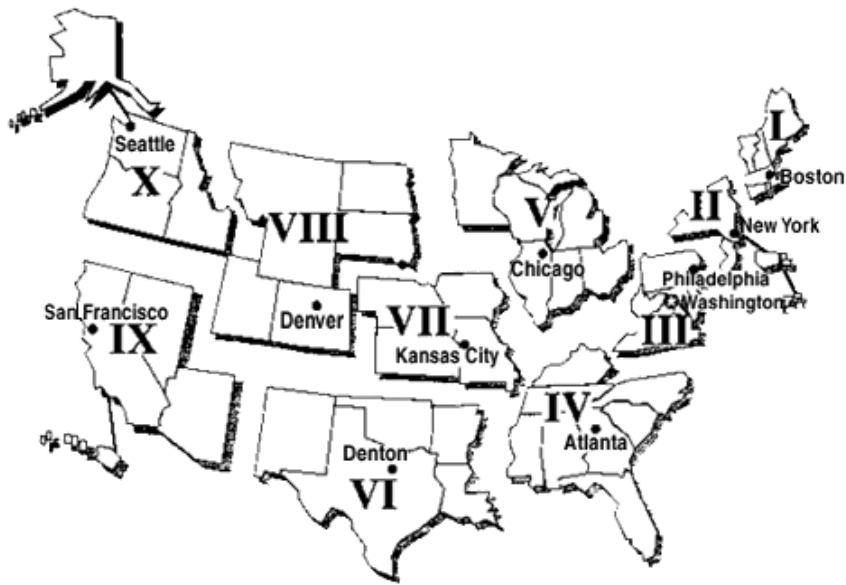 L
Seattle
X
Boston
II
New York
V
VIII
Chicago
Philadelphia
Washington
San Francisco
IX
Denver
VII
III
Kansas City
IV
Atlanta
Denton
VI